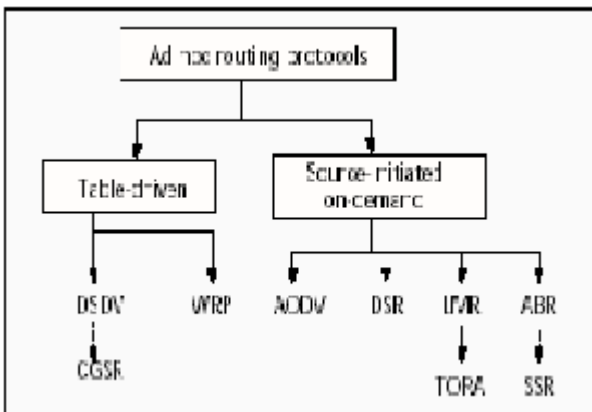 Ad hoc routing protocols
Table-driven
Source-initiated
on-demand
DSDV
WRP
AODV
DSR
LMR
ABR
CGSR
TORA
SSR